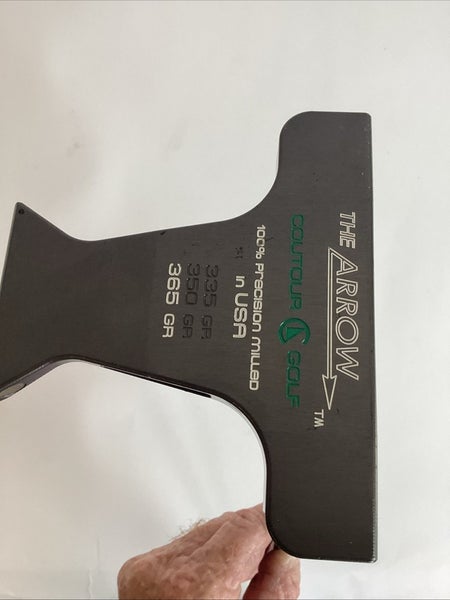 THE ARROW TM
COUTOUR GOLF
100% PRECISION MILLED
in USA
335 GR
350 GR
365 GR